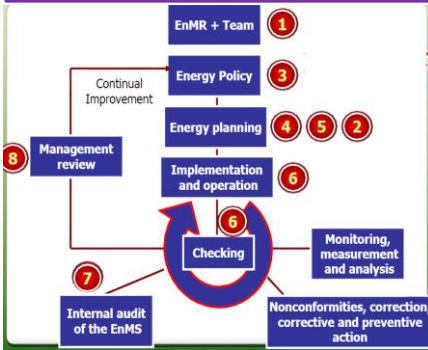 EnMR + Team
1
Continual
Improvement
Energy Policy
3
Energy planning
4 5 2
8
Management
review
Implementation
and operation
6
6
Checking
Monitoring,
measurement
and analysis
7
Internal audit
of the EnMS
Nonconformities, correction,
corrective and preventive
action